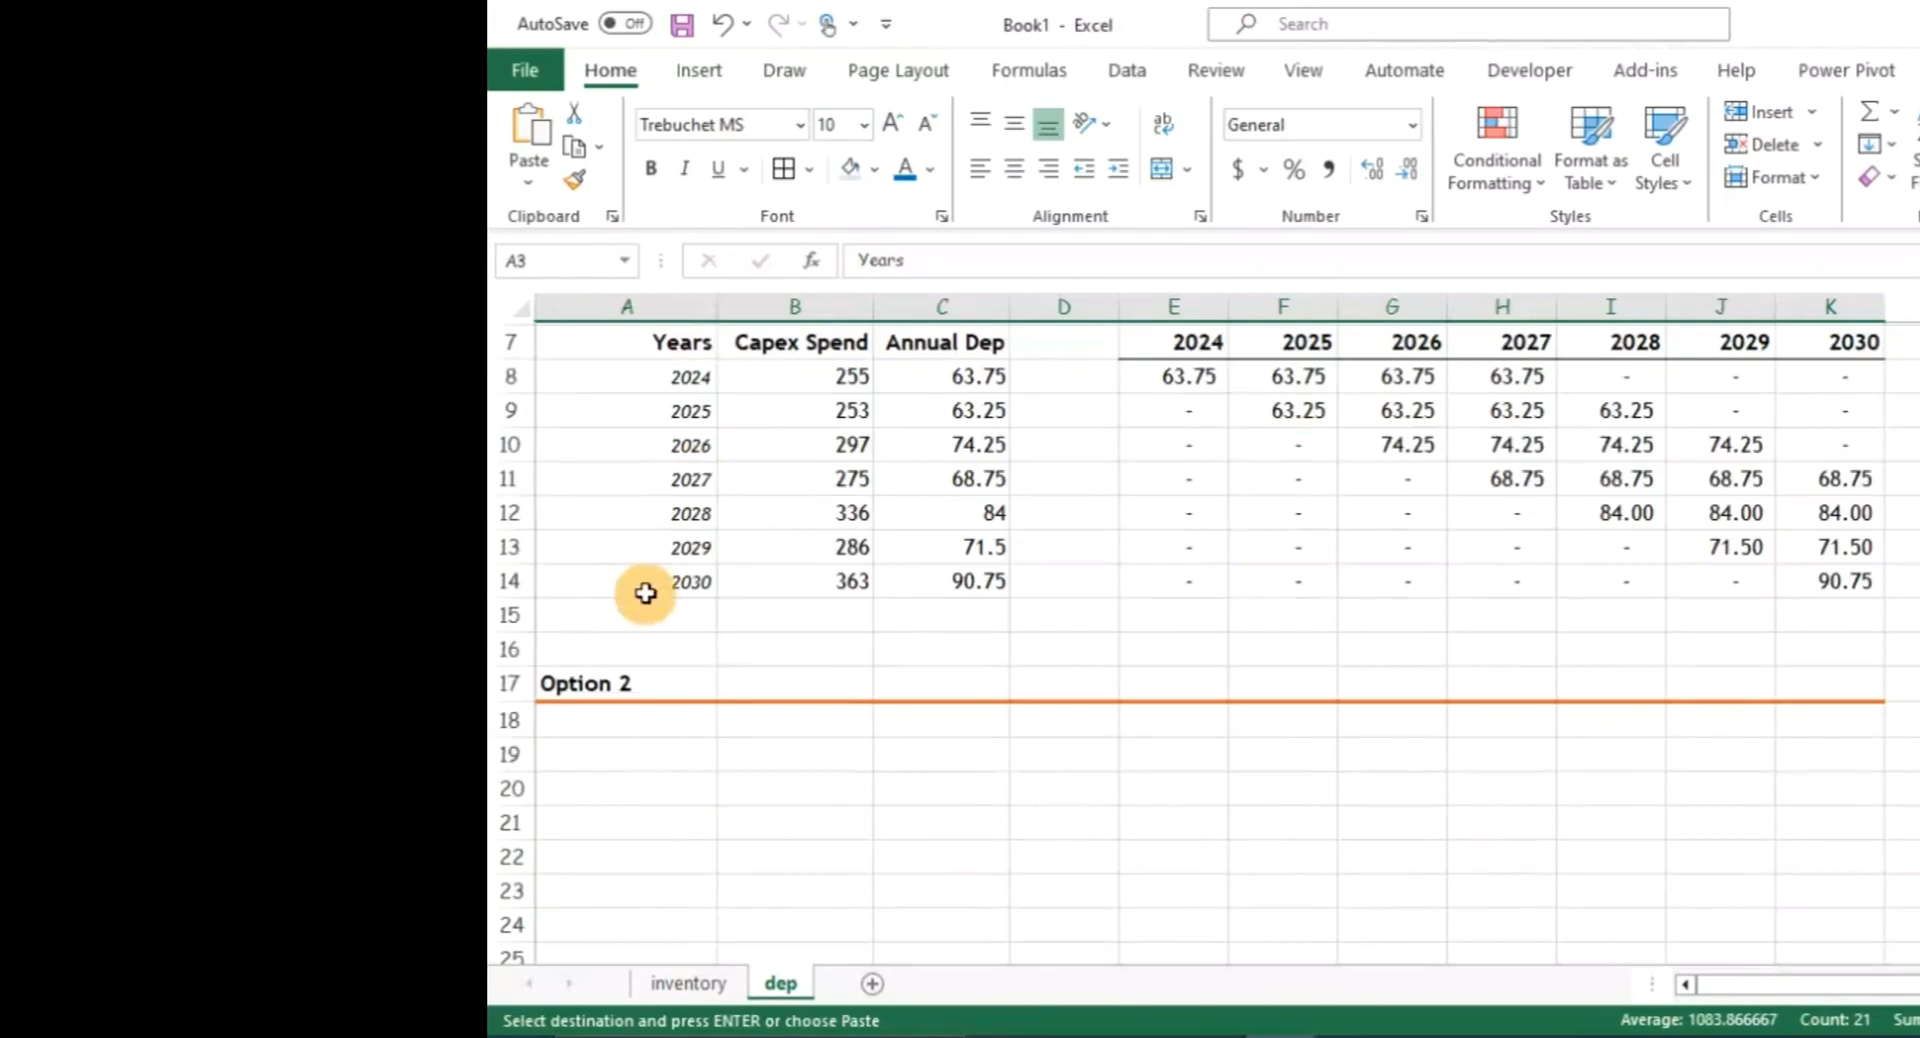 AutoSave Off Book1 - Excel Search
File Home Insert Draw Page Layout Formulas Data Review View Automate Developer Add-ins Help Power Pivot
Trebuchet MS 10 General Insert
Paste B I U $ % Conditional Formatting Format as Table Cell Styles Delete
Format
Clipboard Font Alignment Number Styles Cells
A3 fx Years
A B C D E F G H I J K
7 Years Capex Spend Annual Dep 2024 2025 2026 2027 2028 2029 2030
8 2024 255 63.75 63.75 63.75 63.75 63.75 - - -
9 2025 253 63.25 - 63.25 63.25 63.25 63.25 - -
10 2026 297 74.25 - - 74.25 74.25 74.25 74.25 -
11 2027 275 68.75 - - - 68.75 68.75 68.75 68.75
12 2028 336 84 - - - - 84.00 84.00 84.00
13 2029 286 71.5 - - - - - 71.50 71.50
14 2030 363 90.75 - - - - - - 90.75
15
16
17 Option 2
18
19
20
21
22
23
24
25
inventory dep
Select destination and press ENTER or choose Paste Average: 1083.866667 Count: 21